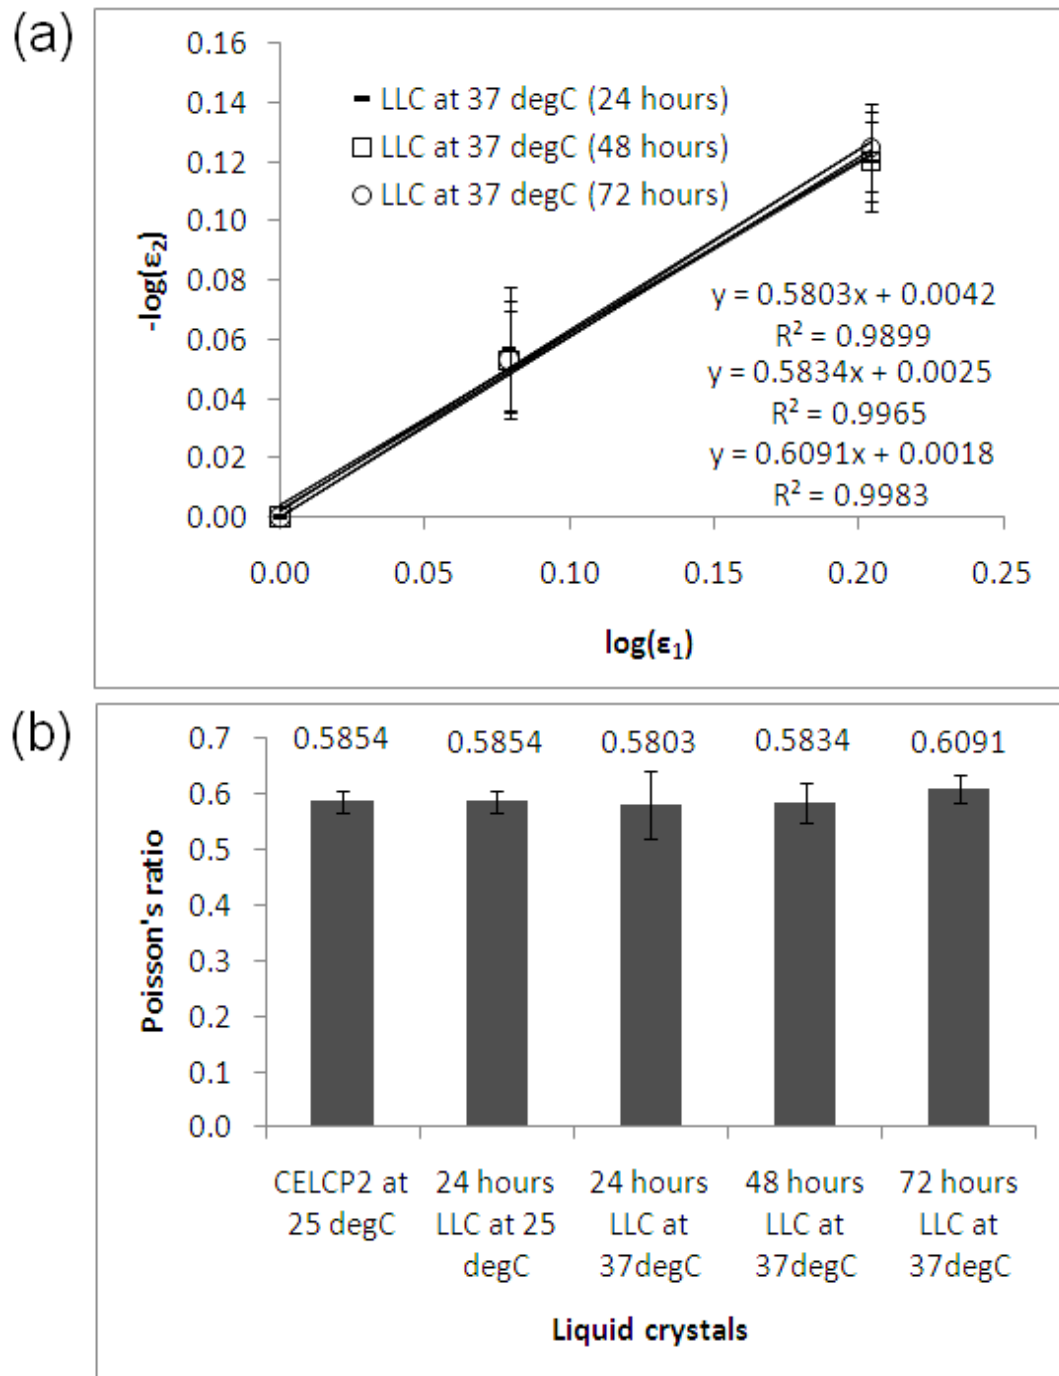 (a)
0.16
0.14
0.12
0.10
0.08
0.06
0.04
0.02
0.00
-log(ε₂)
LLC at 37 degC (24 hours)
LLC at 37 degC (48 hours)
LLC at 37 degC (72 hours)
y = 0.5803x + 0.0042
R² = 0.9899
y = 0.5834x + 0.0025
R² = 0.9965
y = 0.6091x + 0.0018
R² = 0.9983
0.00 0.05 0.10 0.15 0.20 0.25
log(ε₁)
(b)
0.7
0.6
0.5
0.4
0.3
0.2
0.1
0.0
Poisson's ratio
0.5854 0.5854 0.5803 0.5834 0.6091
CELCP2 at
25 degC
24 hours
LLC at 25
degC
24 hours
LLC at
37degC
48 hours
LLC at
37degC
72 hours
LLC at
37degC
Liquid crystals